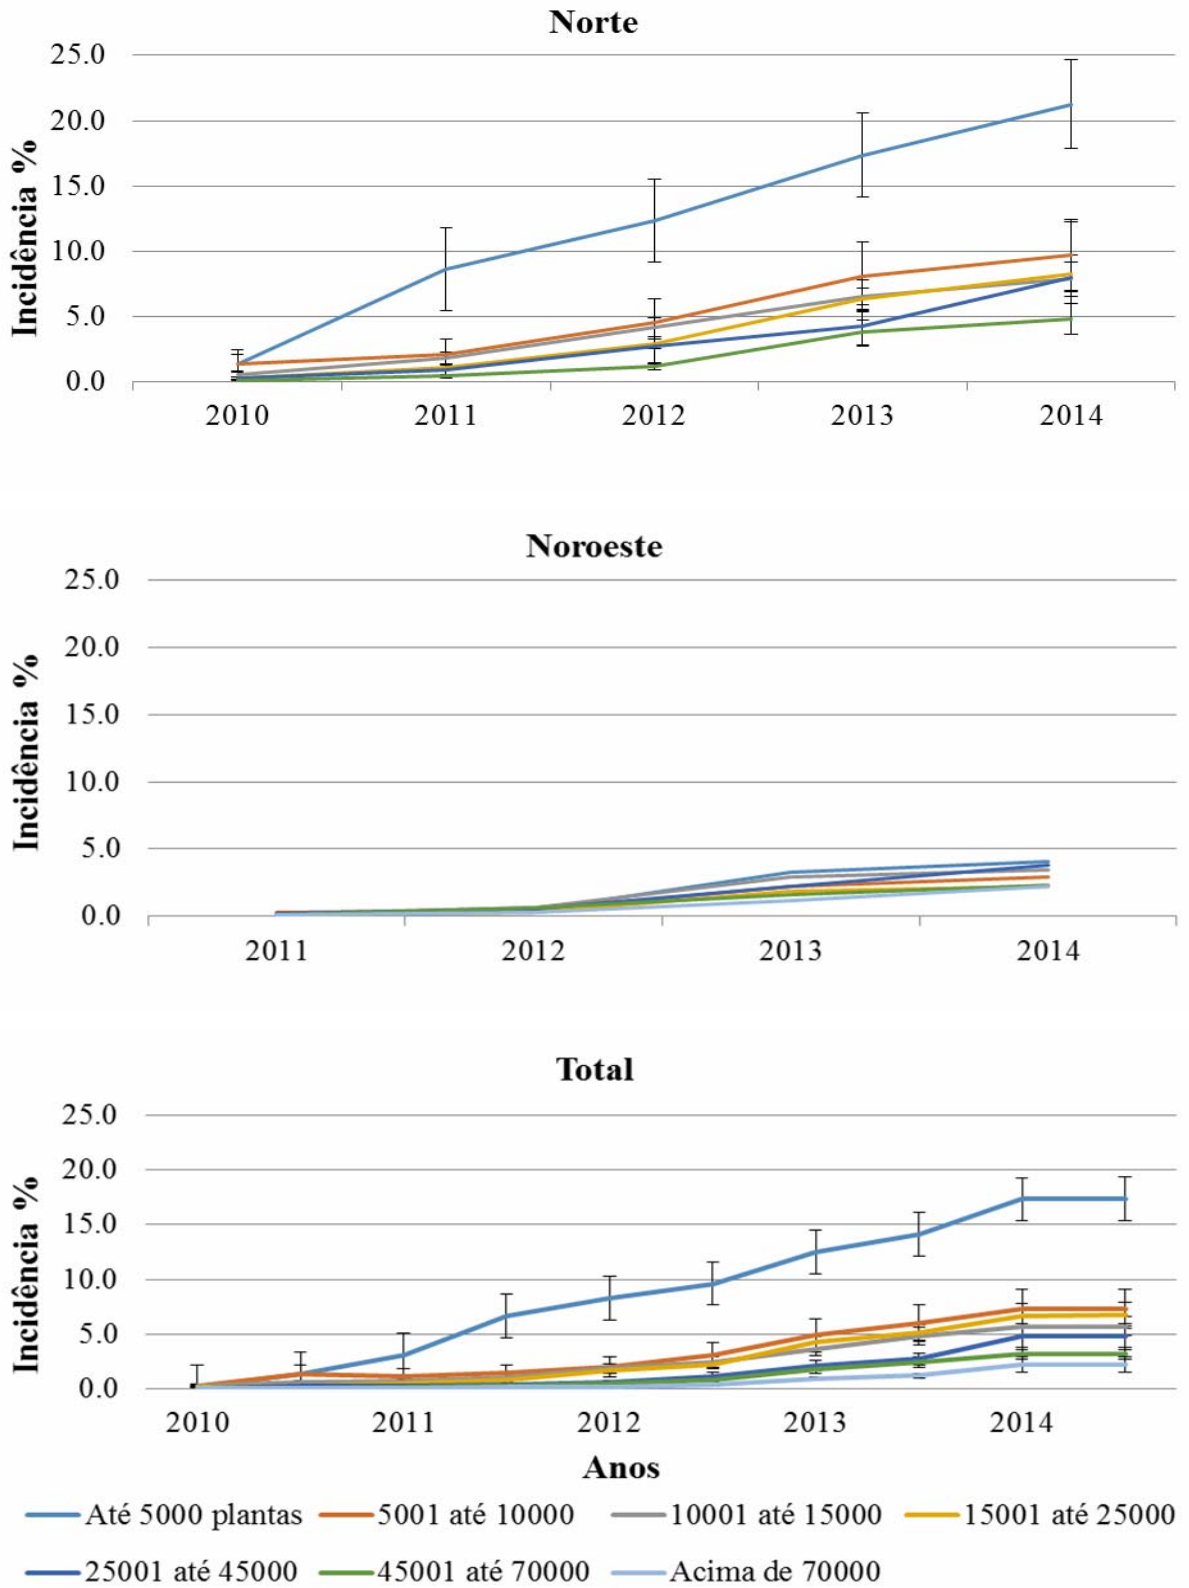 Norte
25.0
20.0
15.0
10.0
5.0
0.0
Incidência %
2010 2011 2012 2013 2014
Noroeste
25.0
20.0
15.0
10.0
5.0
0.0
Incidência %
2011 2012 2013 2014
Total
25.0
20.0
15.0
10.0
5.0
0.0
Incidência %
2010 2011 2012 2013 2014
Anos
Até 5000 plantas 5001 até 10000 10001 até 15000 15001 até 25000
25001 até 45000 45001 até 70000 Acima de 70000